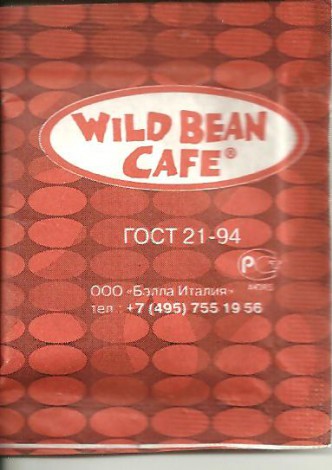 WILD BEAN
CAFE®
ГОСТ 21-94
ООО «Бэлла Италия»
тел.: +7 (495) 755 19 56